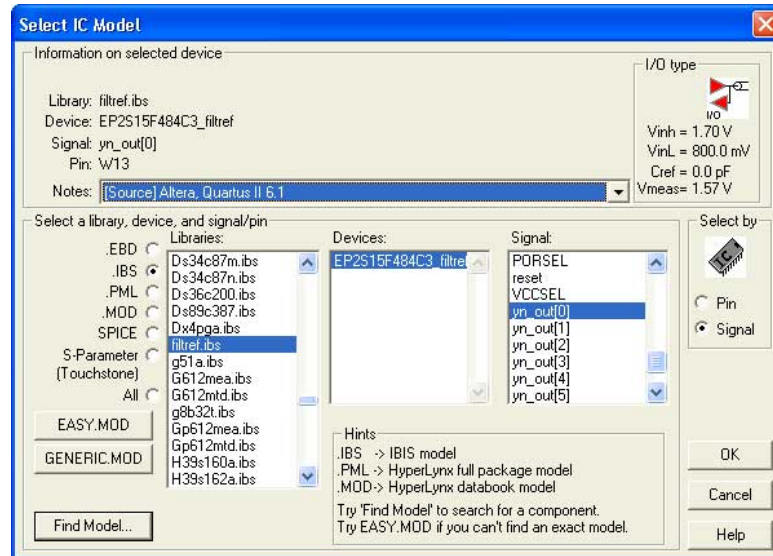 Select IC Model
Information on selected device
Library: filtref.ibs
Device: EP2S15F484C3_filtref
Signal: yn_out[0]
Pin: W13
Notes: [Source] Altera, Quartus II 6.1
I/O type
I/O
Vinh = 1.70 V
VinL = 800.0 mV
Cref = 0.0 pF
Vmeas= 1.57 V
Select a library, device, and signal/pin
.EBD
.IBS
.PML
.MOD
SPICE
S-Parameter
(Touchstone)
All
EASY.MOD
GENERIC.MOD
Find Model...
Libraries:
Ds34c87m.ibs
Ds34c87n.ibs
Ds36c200.ibs
Ds89c387.ibs
Dx4pga.ibs
filtref.ibs
g51a.ibs
G612mea.ibs
G612mtd.ibs
g8b32t.ibs
Gp612mea.ibs
Gp612mtd.ibs
H39s160a.ibs
H39s162a.ibs
Devices:
EP2S15F484C3_filtref
Signal:
PORSEL
reset
VCCSEL
yn_out[0]
yn_out[1]
yn_out[2]
yn_out[3]
yn_out[4]
yn_out[5]
Hints
.IBS -> IBIS model
.PML -> HyperLynx full package model
.MOD-> HyperLynx databook model
Try 'Find Model' to search for a component.
Try EASY.MOD if you can't find an exact model.
Select by
IC
Pin
Signal
OK
Cancel
Help